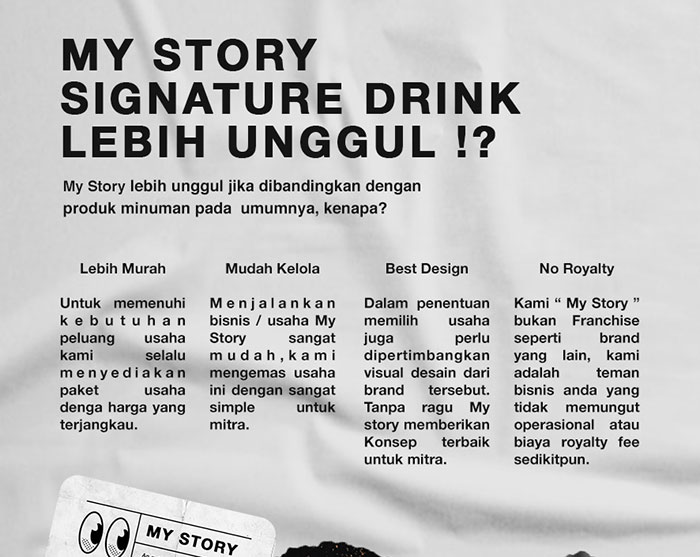 MY STORY
SIGNATURE DRINK
LEBIH UNGGUL !?
My Story lebih unggul jika dibandingkan dengan
produk minuman pada umumnya, kenapa?
Lebih Murah
Untuk memenuhi
kebutuhan
peluang usaha
kami selalu
menyediakan
paket usaha
denga harga yang
terjangkau.
Mudah Kelola
Menjalankan
bisnis / usaha My
Story sangat
mudah,kami
mengemas usaha
ini dengan sangat
simple untuk
mitra.
Best Design
Dalam penentuan
memilih usaha
juga perlu
dipertimbangkan
visual desain dari
brand tersebut.
Tanpa ragu My
story memberikan
Konsep terbaik
untuk mitra.
No Royalty
Kami “ My Story ”
bukan Franchise
seperti brand
yang lain, kami
adalah teman
bisnis anda yang
tidak memungut
operasional atau
biaya royalty fee
sedikitpun.
MY STORY